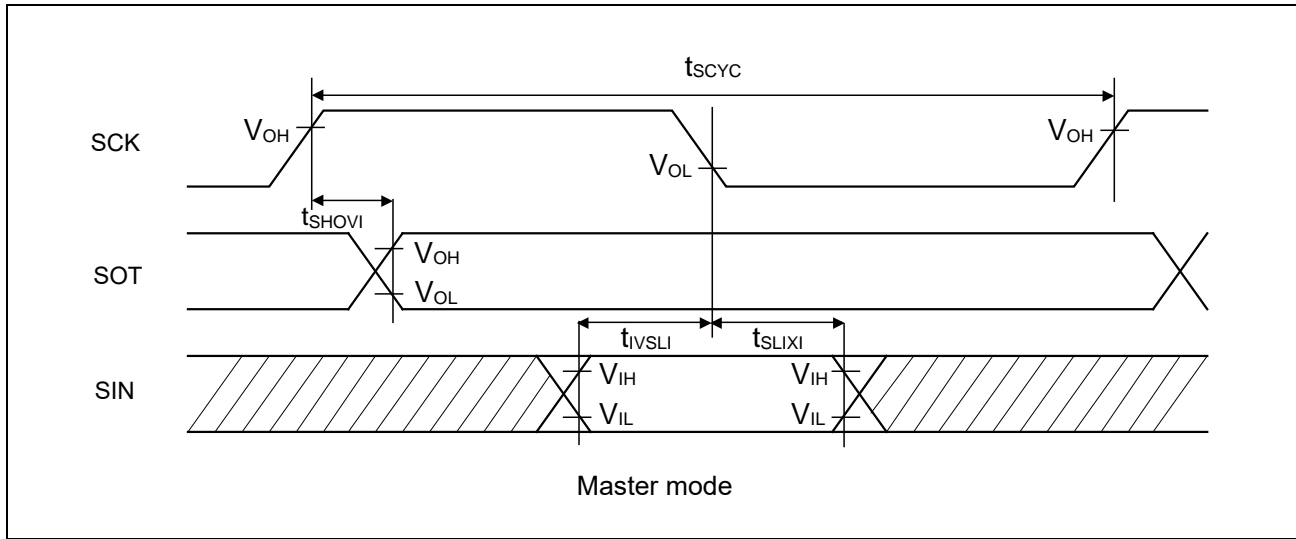 tSCYC
SCK
VOH
VOL
VOH
tSHOVI
SOT
VOH
VOL
tIVSLI
tSLIXI
SIN
VIH
VIH
VIL
VIL
Master mode